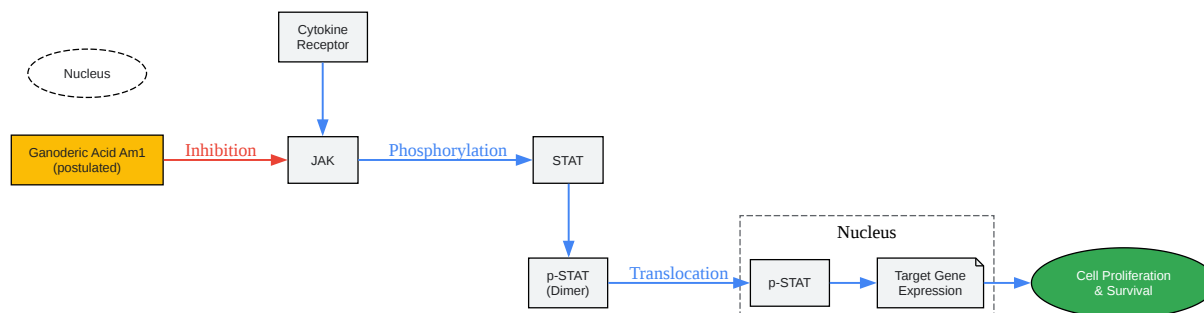 Cytokine
Receptor
Nucleus
Ganoderic Acid Am1
(postulated)
Inhibition
JAK
Phosphorylation
STAT
Nucleus
p-STAT
(Dimer)
Translocation
p-STAT
Target Gene
Expression
Cell Proliferation
& Survival